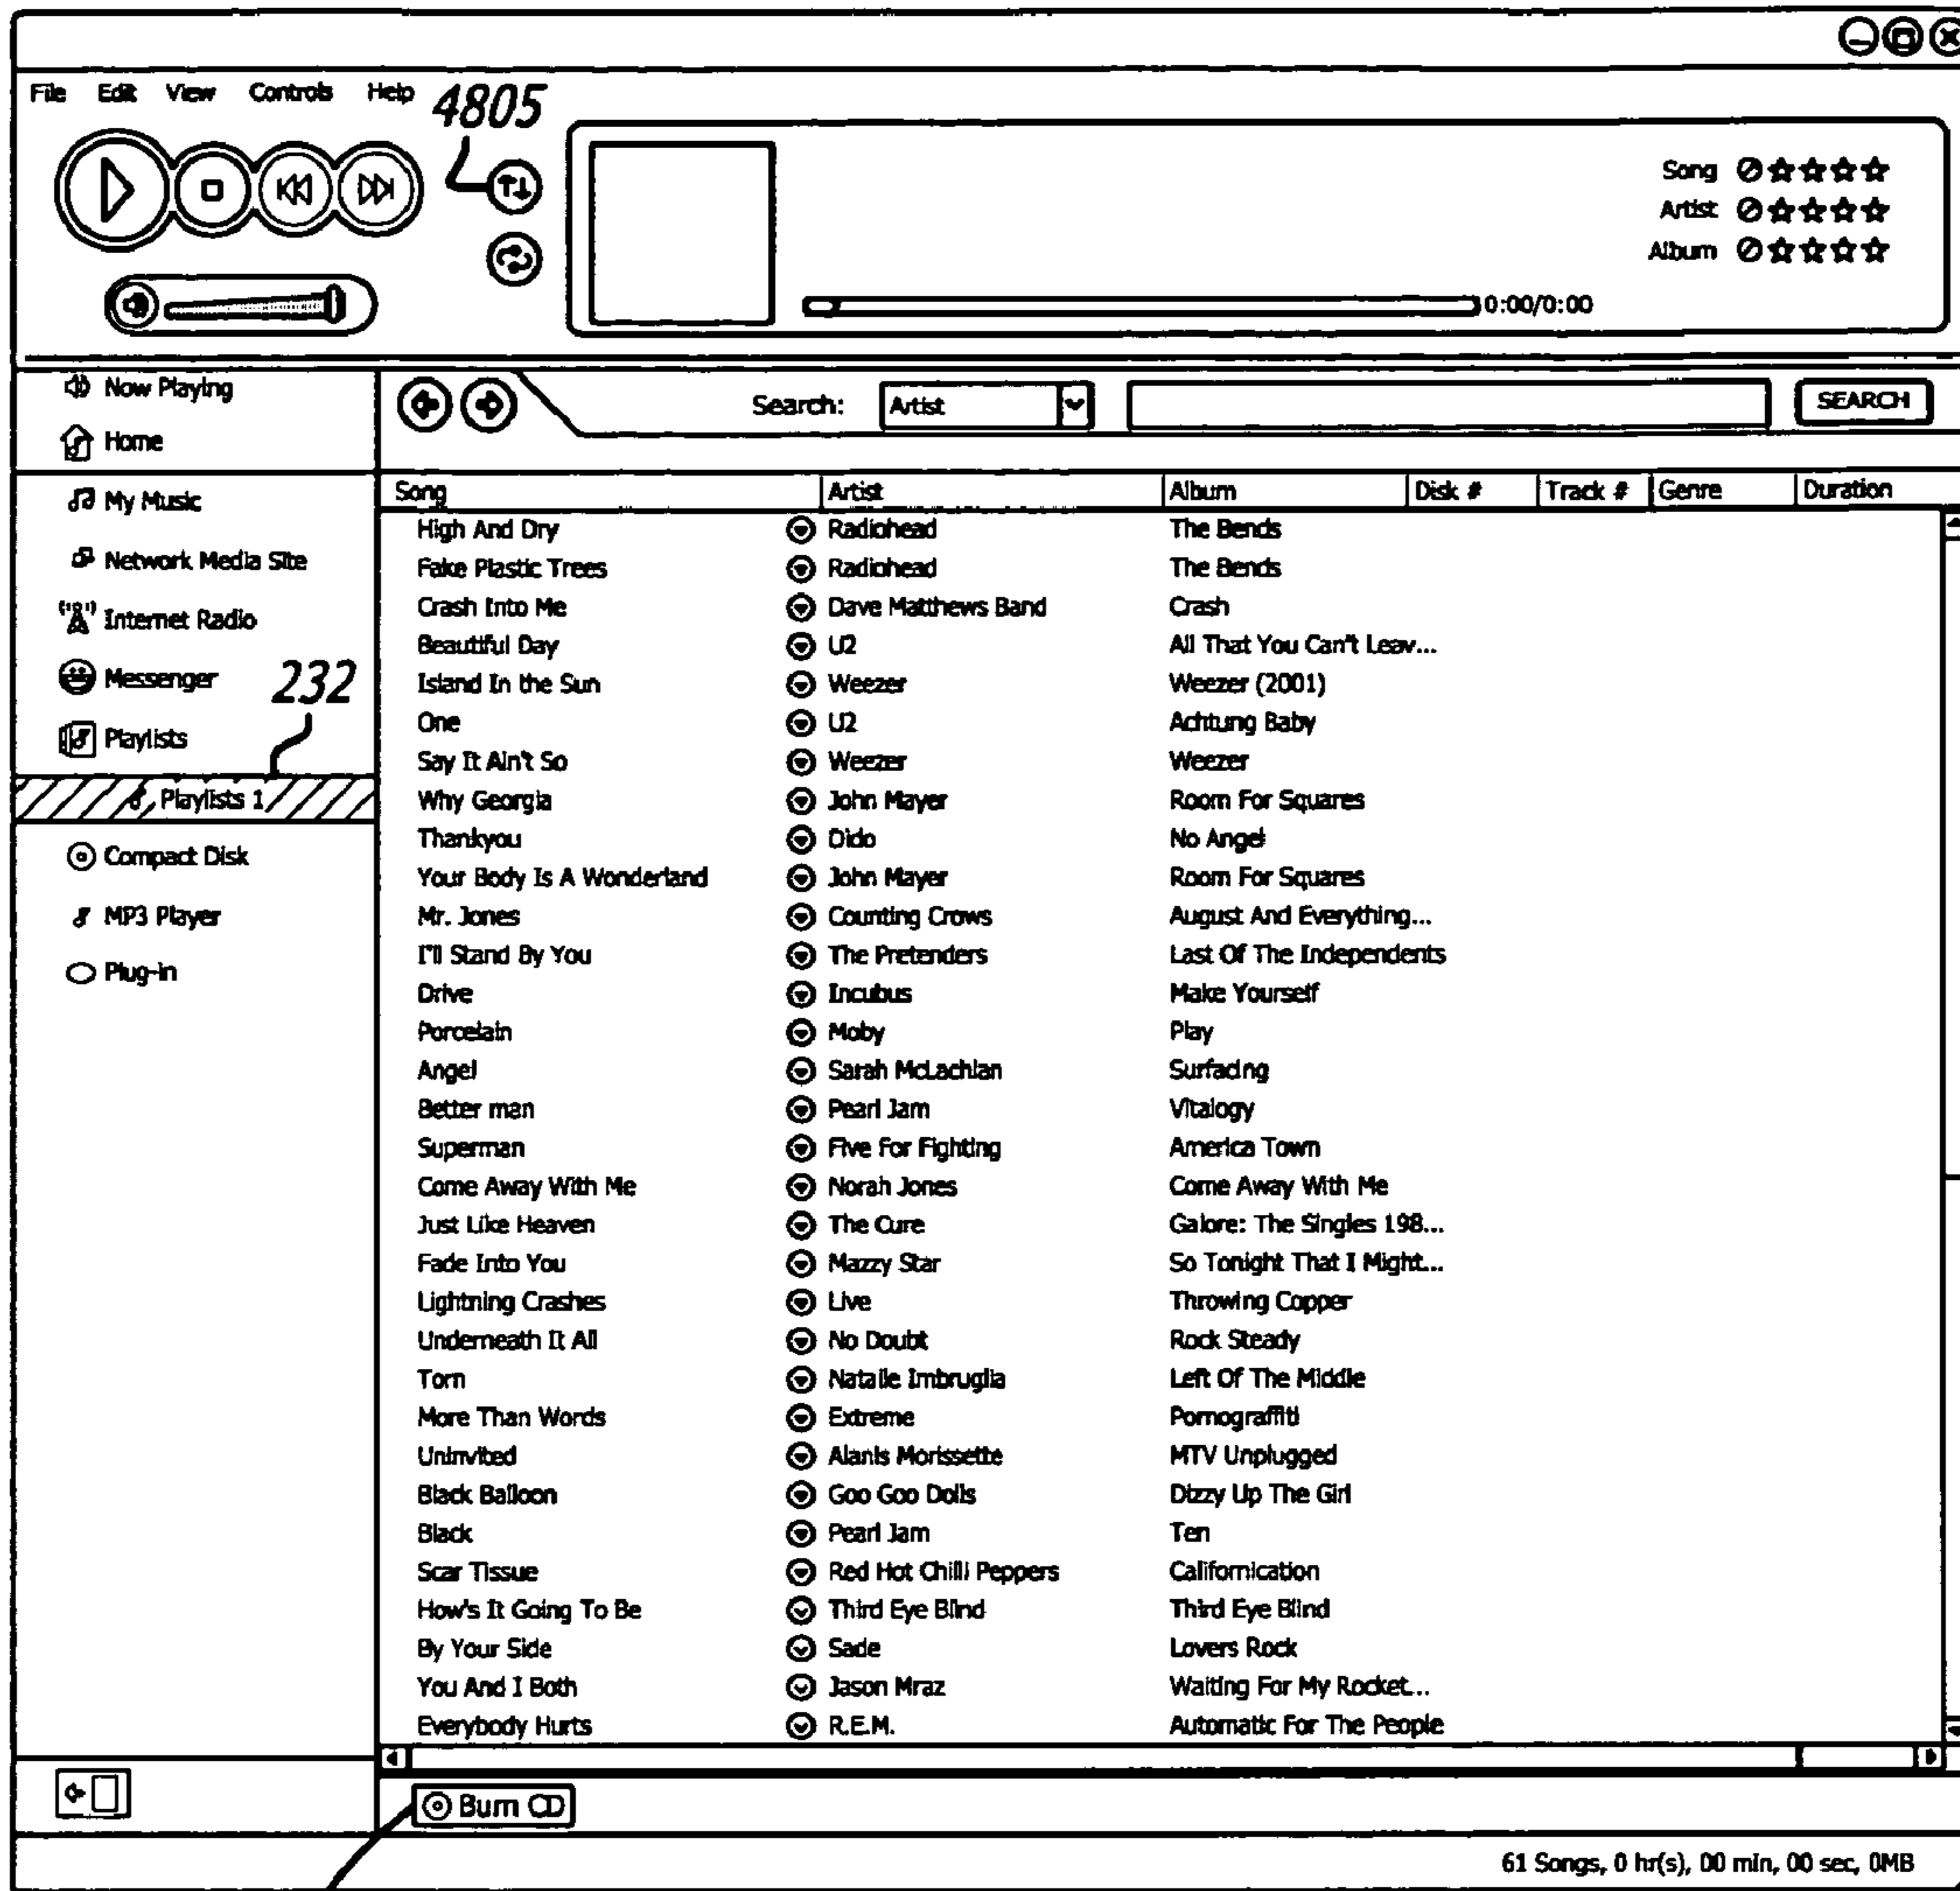 File Edit View Controls Help
4805
Song
Artist
Album
0:00/0:00
Now Playing
Home
Search: Artist SEARCH
My Music
Network Media Site
Internet Radio
Messenger
232
Playlists
Playlists 1
Compact Disk
MP3 Player
Plug-in
Song Artist Album Disk # Track # Genre Duration
High And Dry Radiohead The Bends
Fake Plastic Trees Radiohead The Bends
Crash Into Me Dave Matthews Band Crash
Beautiful Day U2 All That You Can't Leav...
Island In the Sun Weezer Weezer (2001)
One U2 Achtung Baby
Say It Ain't So Weezer Weezer
Why Georgia John Mayer Room For Squares
Thankyou Dido No Angel
Your Body Is A Wonderland John Mayer Room For Squares
Mr. Jones Counting Crows August And Everything...
I'll Stand By You The Pretenders Last Of The Independents
Drive Incubus Make Yourself
Porcelain Moby Play
Angel Sarah McLachlan Surfacing
Better man Pearl Jam Vitalogy
Superman Five For Fighting America Town
Come Away With Me Norah Jones Come Away With Me
Just Like Heaven The Cure Galore: The Singles 198...
Fade Into You Mazzy Star So Tonight That I Might...
Lightning Crashes Live Throwing Copper
Underneath It All No Doubt Rock Steady
Torn Natalie Imbruglia Left Of The Middle
More Than Words Extreme Pornograffitti
Uninvited Alanis Morissette MTV Unplugged
Black Balloon Goo Goo Dolls Dizzy Up The Girl
Black Pearl Jam Ten
Scar Tissue Red Hot Chilli Peppers Californication
How's It Going To Be Third Eye Blind Third Eye Blind
By Your Side Sade Lovers Rock
You And I Both Jason Mraz Waiting For My Rocket...
Everybody Hurts R.E.M. Automatic For The People
Burn CD
61 Songs, 0 hr(s), 00 min, 00 sec, 0MB